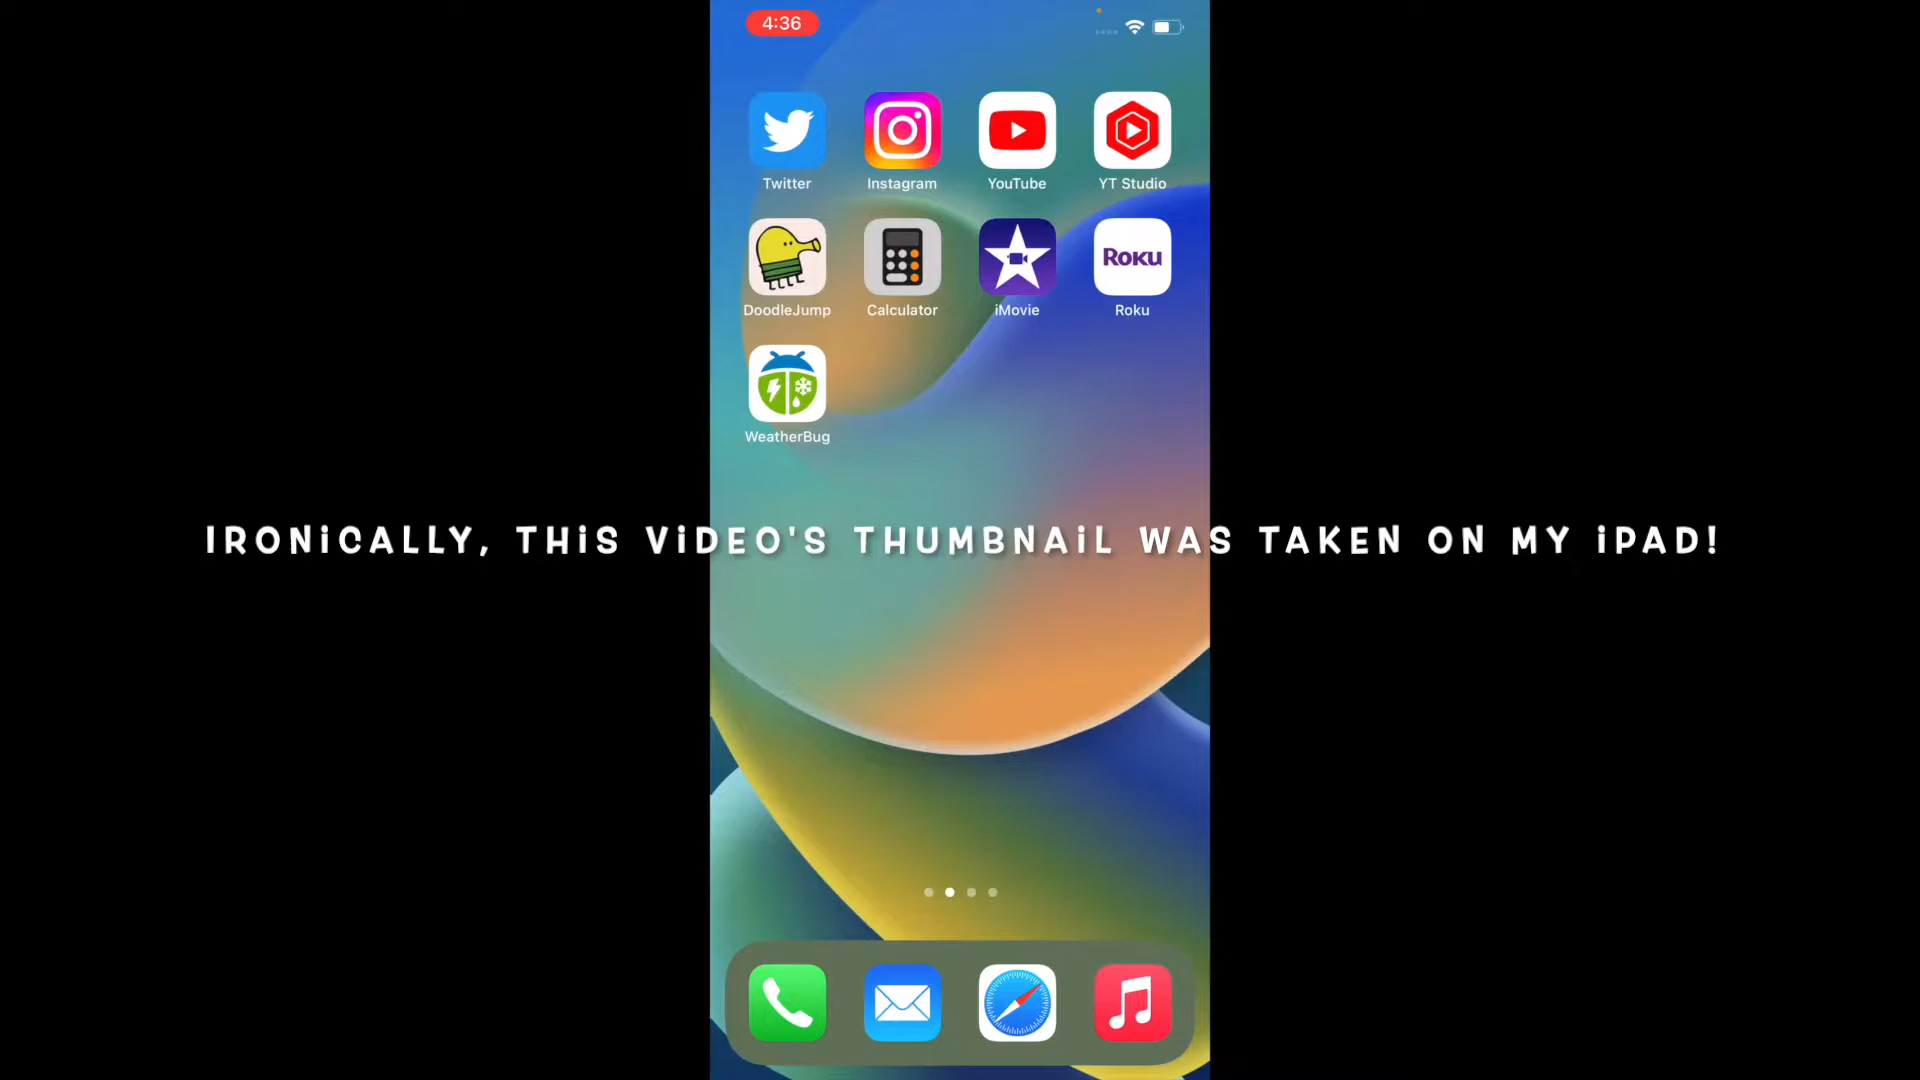 4:36
Twitter Instagram YouTube YT Studio
ROKU
DoodleJump Calculator iMovie Roku
WeatherBug
IRONiCALLY, THiS ViDEO'S THUMBNAiL WAS TAKEN ON MY iPAD!